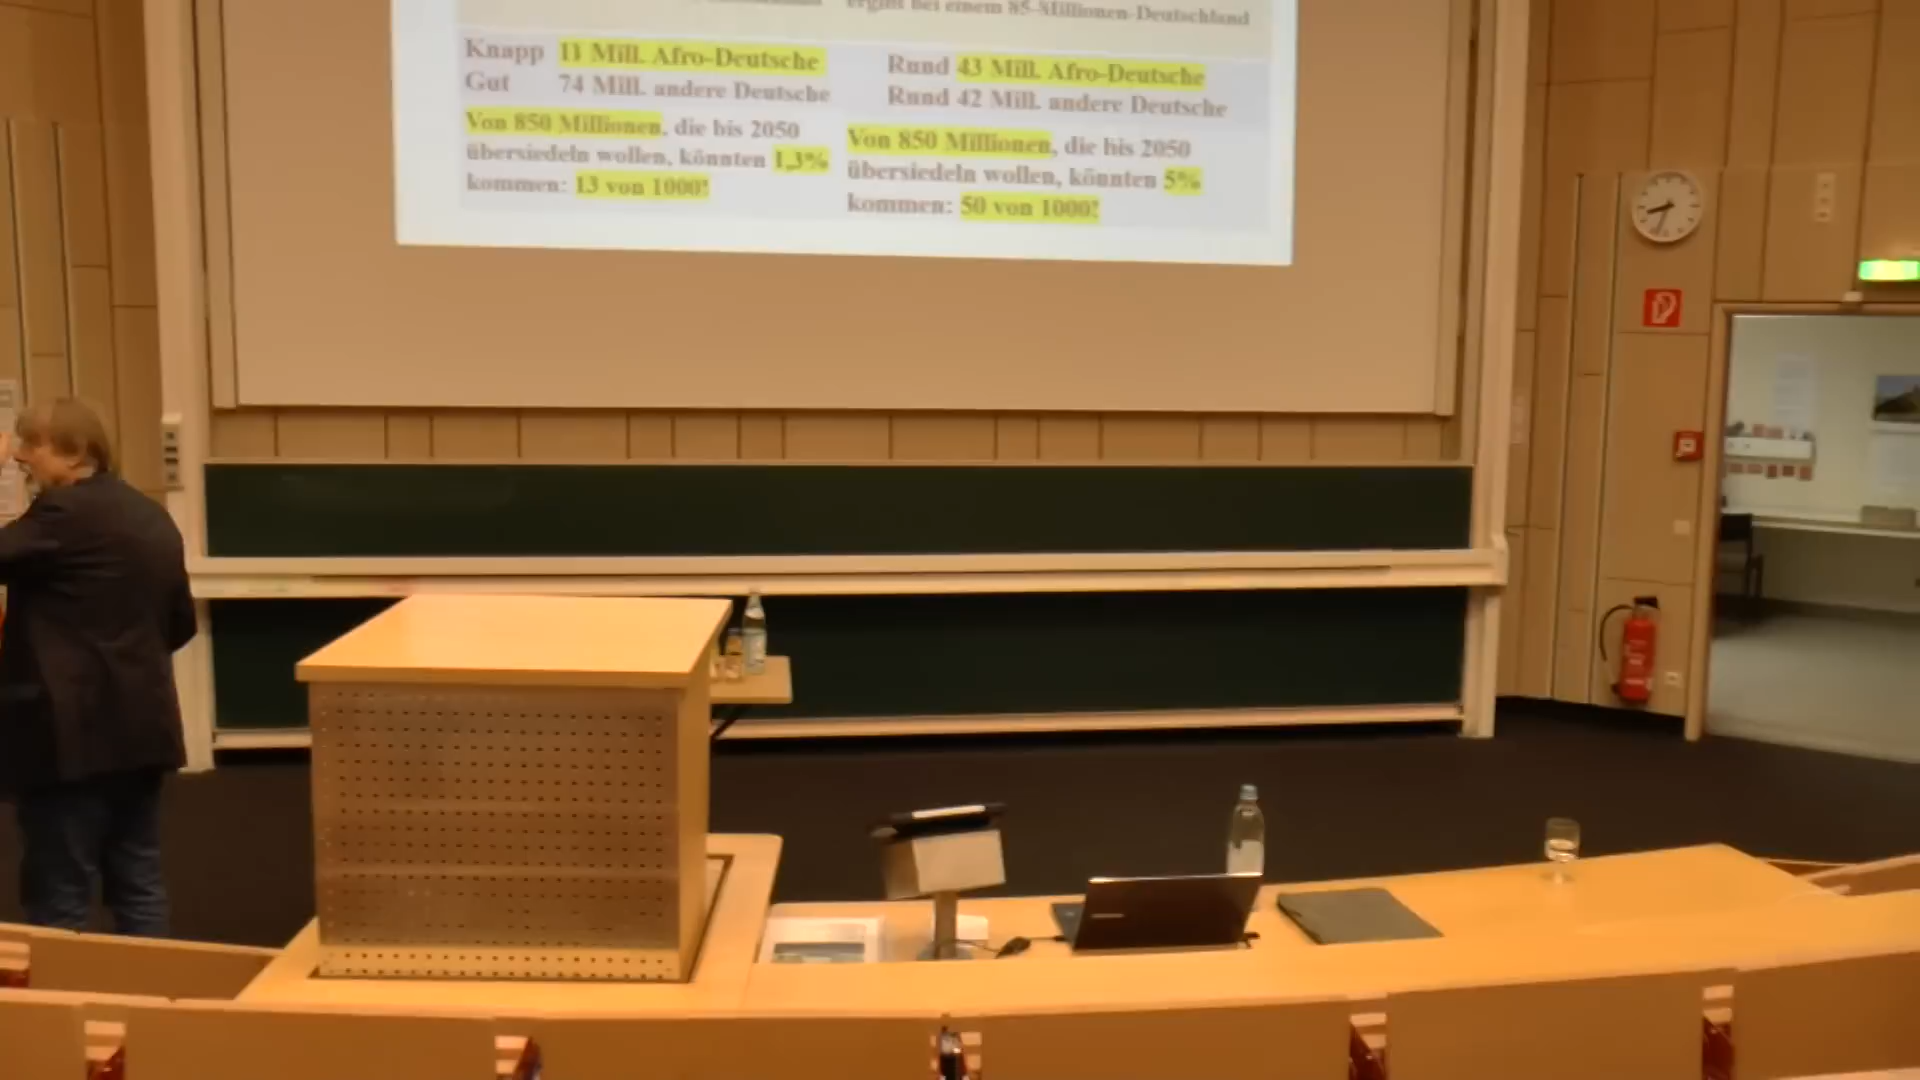 ergibt bei einem 85-Millionen-Deutschland
Knapp 11 Mill. Afro-Deutsche
Gut 74 Mill. andere Deutsche
Von 850 Millionen, die bis 2050
übersiedeln wollen, könnten 1,3%
kommen: 13 von 1000!
Rund 43 Mill. Afro-Deutsche
Rund 42 Mill. andere Deutsche
Von 850 Millionen, die bis 2050
übersiedeln wollen, könnten 5%
kommen: 50 von 1000!